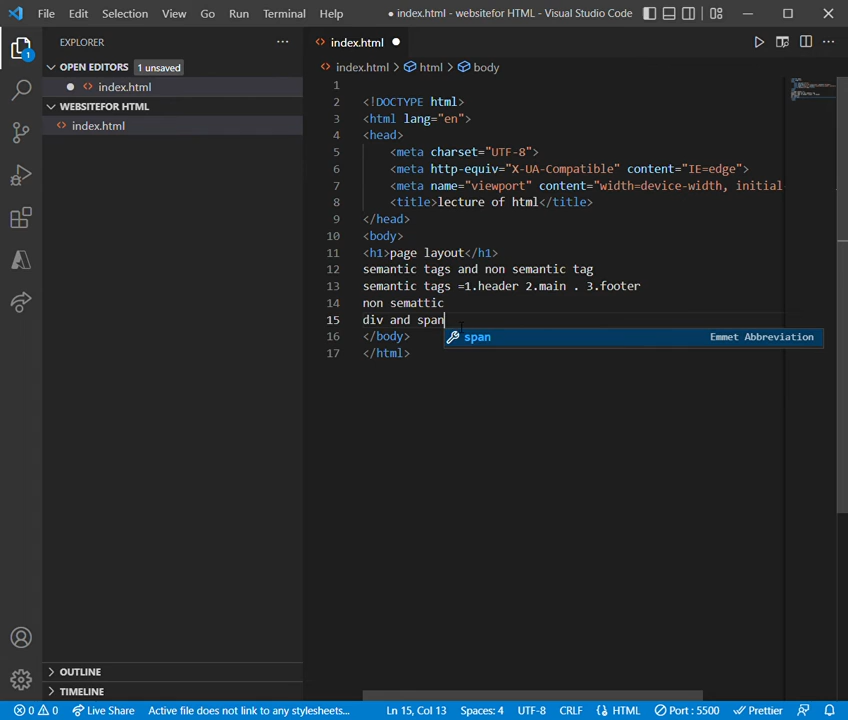 File Edit Selection View Go Run Terminal Help
● index.html - websitefor HTML - Visual Studio Code
EXPLORER
OPEN EDITORS 1 unsaved
index.html
WEBSITEFOR HTML
index.html
OUTLINE
TIMELINE
index.html
index.html > html > body
1
2 <!DOCTYPE html>
3 <html lang="en">
4 <head>
5 <meta charset="UTF-8">
6 <meta http-equiv="X-UA-Compatible" content="IE=edge">
7 <meta name="viewport" content="width=device-width, initial
8 <title>lecture of html</title>
9 </head>
10 <body>
11 <h1>page layout</h1>
12 semantic tags and non semantic tag
13 semantic tags =1.header 2.main . 3.footer
14 non semattic
15 div and span
16 </body>
17 </html>
span Emmet Abbreviation
1
0 0 Live Share Active file does not link to any stylesheets... Ln 15, Col 13 Spaces: 4 UTF-8 CRLF HTML Port : 5500 Prettier